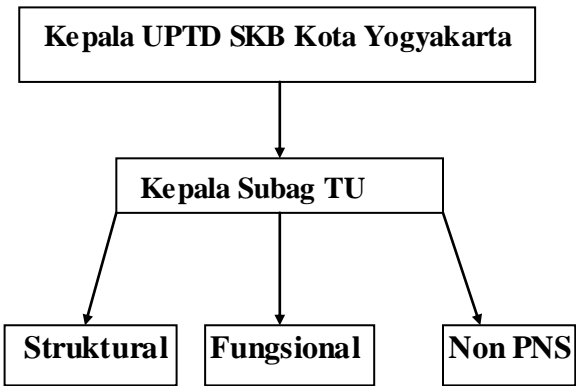 Kepala UPTD SKB Kota Yogyakarta
Kepala Subag TU
Struktural
Fungsional
Non PNS